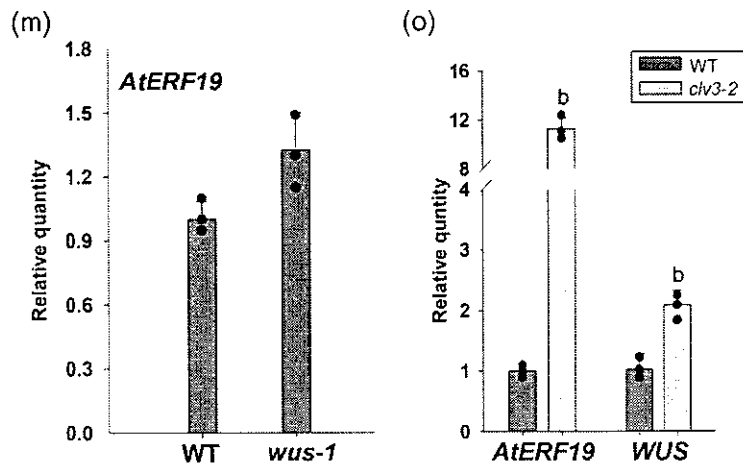 (m)
1.8
1.5
1.2
0.9
0.6
0.3
0.0
Relative quantity
AtERF19
WT
wus-1
(o)
16
12
8
4
3
2
1
0
Relative quntity
WT
clv3-2
b
b
AtERF19
WUS